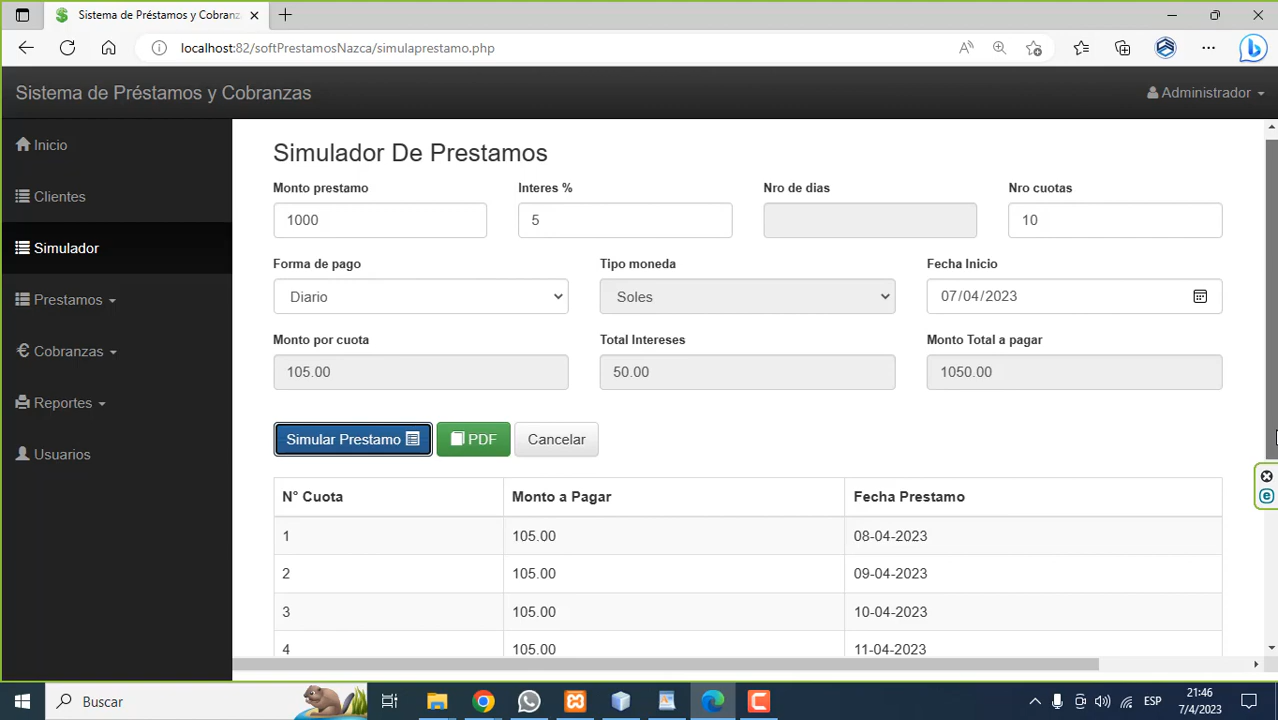 Sistema de Préstamos y Cobranz
localhost:82/softPrestamosNazca/simulaprestamo.php
Sistema de Préstamos y Cobranzas
Administrador
Inicio
Clientes
Simulador
Prestamos
Cobranzas
Reportes
Usuarios
Simulador De Prestamos
Monto prestamo Interes % Nro de dias Nro cuotas
1000 5 10
Forma de pago Tipo moneda Fecha Inicio
Diario Soles 07/04/2023
Monto por cuota Total Intereses Monto Total a pagar
105.00 50.00 1050.00
Simular Prestamo PDF Cancelar
N° Cuota Monto a Pagar Fecha Prestamo
1 105.00 08-04-2023
2 105.00 09-04-2023
3 105.00 10-04-2023
4 105.00 11-04-2023
Buscar
ESP
21:46
7/4/2023